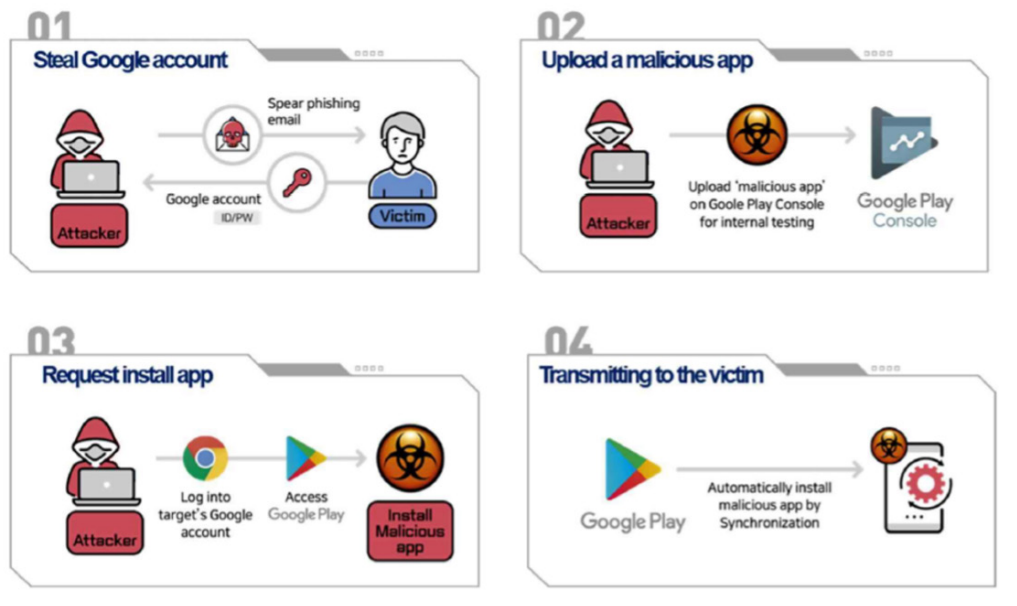 01
Steal Google account
Spear phishing
email
Google account
ID/PW
Attacker
Victim
02
Upload a malicious app
Upload 'malicious app'
on Goole Play Console
for internal testing
Attacker
Google Play
Console
03
Request install app
Log into
target's Google
account
Access
Google Play
Attacker
Install
Malicious
app
04
Transmitting to the victim
Google Play
Automatically install
malicious app by
Synchronization